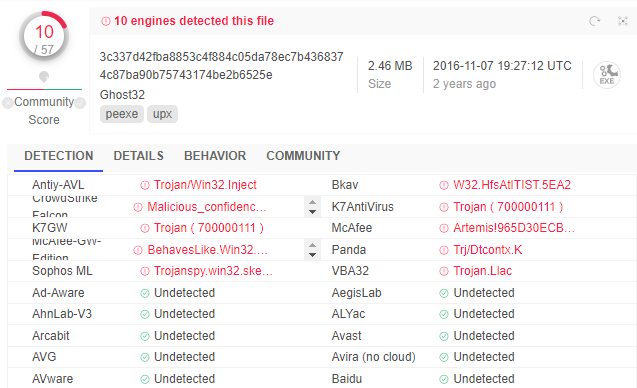 10
/ 57
Community
Score
10 engines detected this file
3c337d42fba8853c4f884c05da78ec7b436837
4c87ba90b75743174be2b6525e
Ghost32
peexe upx
2.46 MB
Size
2016-11-07 19:27:12 UTC
2 years ago
EXE
DETECTION DETAILS BEHAVIOR COMMUNITY
Antiy-AVL Trojan/Win32.Inject Bkav W32.HfsAtITIST.5EA2
CrowdStrike Falcon Malicious_confidenc... K7AntiVirus Trojan ( 700000111 )
K7GW Trojan ( 700000111 ) McAfee Artemis!965D30ECB...
McAfee-GW-Edition BehavesLike.Win32.... Panda Trj/Dtcontx.K
Sophos ML Trojanspy.win32.ske... VBA32 Trojan.Llac
Ad-Aware Undetected AegisLab Undetected
AhnLab-V3 Undetected ALYac Undetected
Arcabit Undetected Avast Undetected
AVG Undetected Avira (no cloud) Undetected
AVware Undetected Baidu Undetected